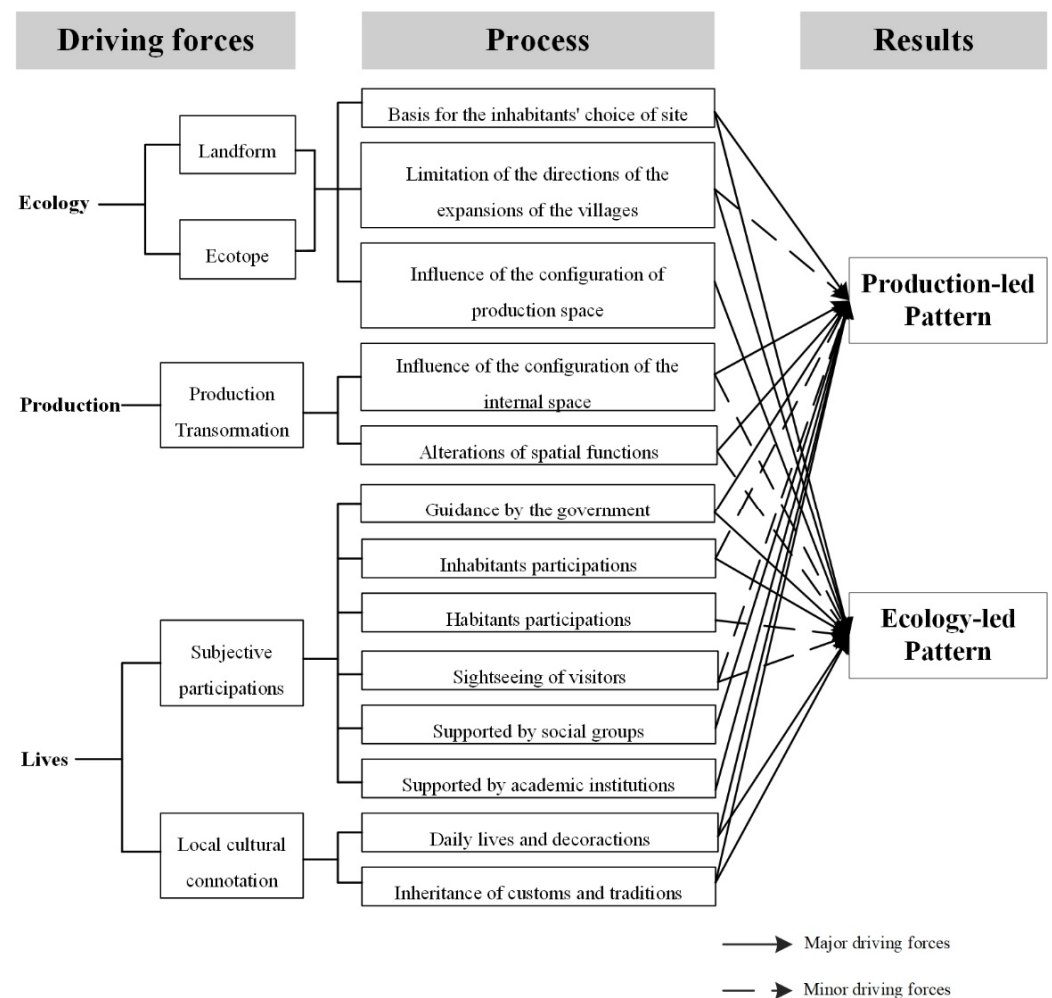 Driving forces
Process
Results
Ecology
Landform
Ecotope
Basis for the inhabitants' choice of site
Limitation of the directions of the
expansions of the villages
Influence of the configuration of
production space
Production
Production
Transormation
Influence of the configuration of the
internal space
Alterations of spatial functions
Lives
Subjective
participations
Guidance by the government
Inhabitants participations
Habitants participations
Sightseeing of visitors
Supported by social groups
Supported by academic institutions
Local cultural
connotation
Daily lives and decoractions
Inheritance of customs and traditions
Production-led
Pattern
Ecology-led
Pattern
Major driving forces
Minor driving forces